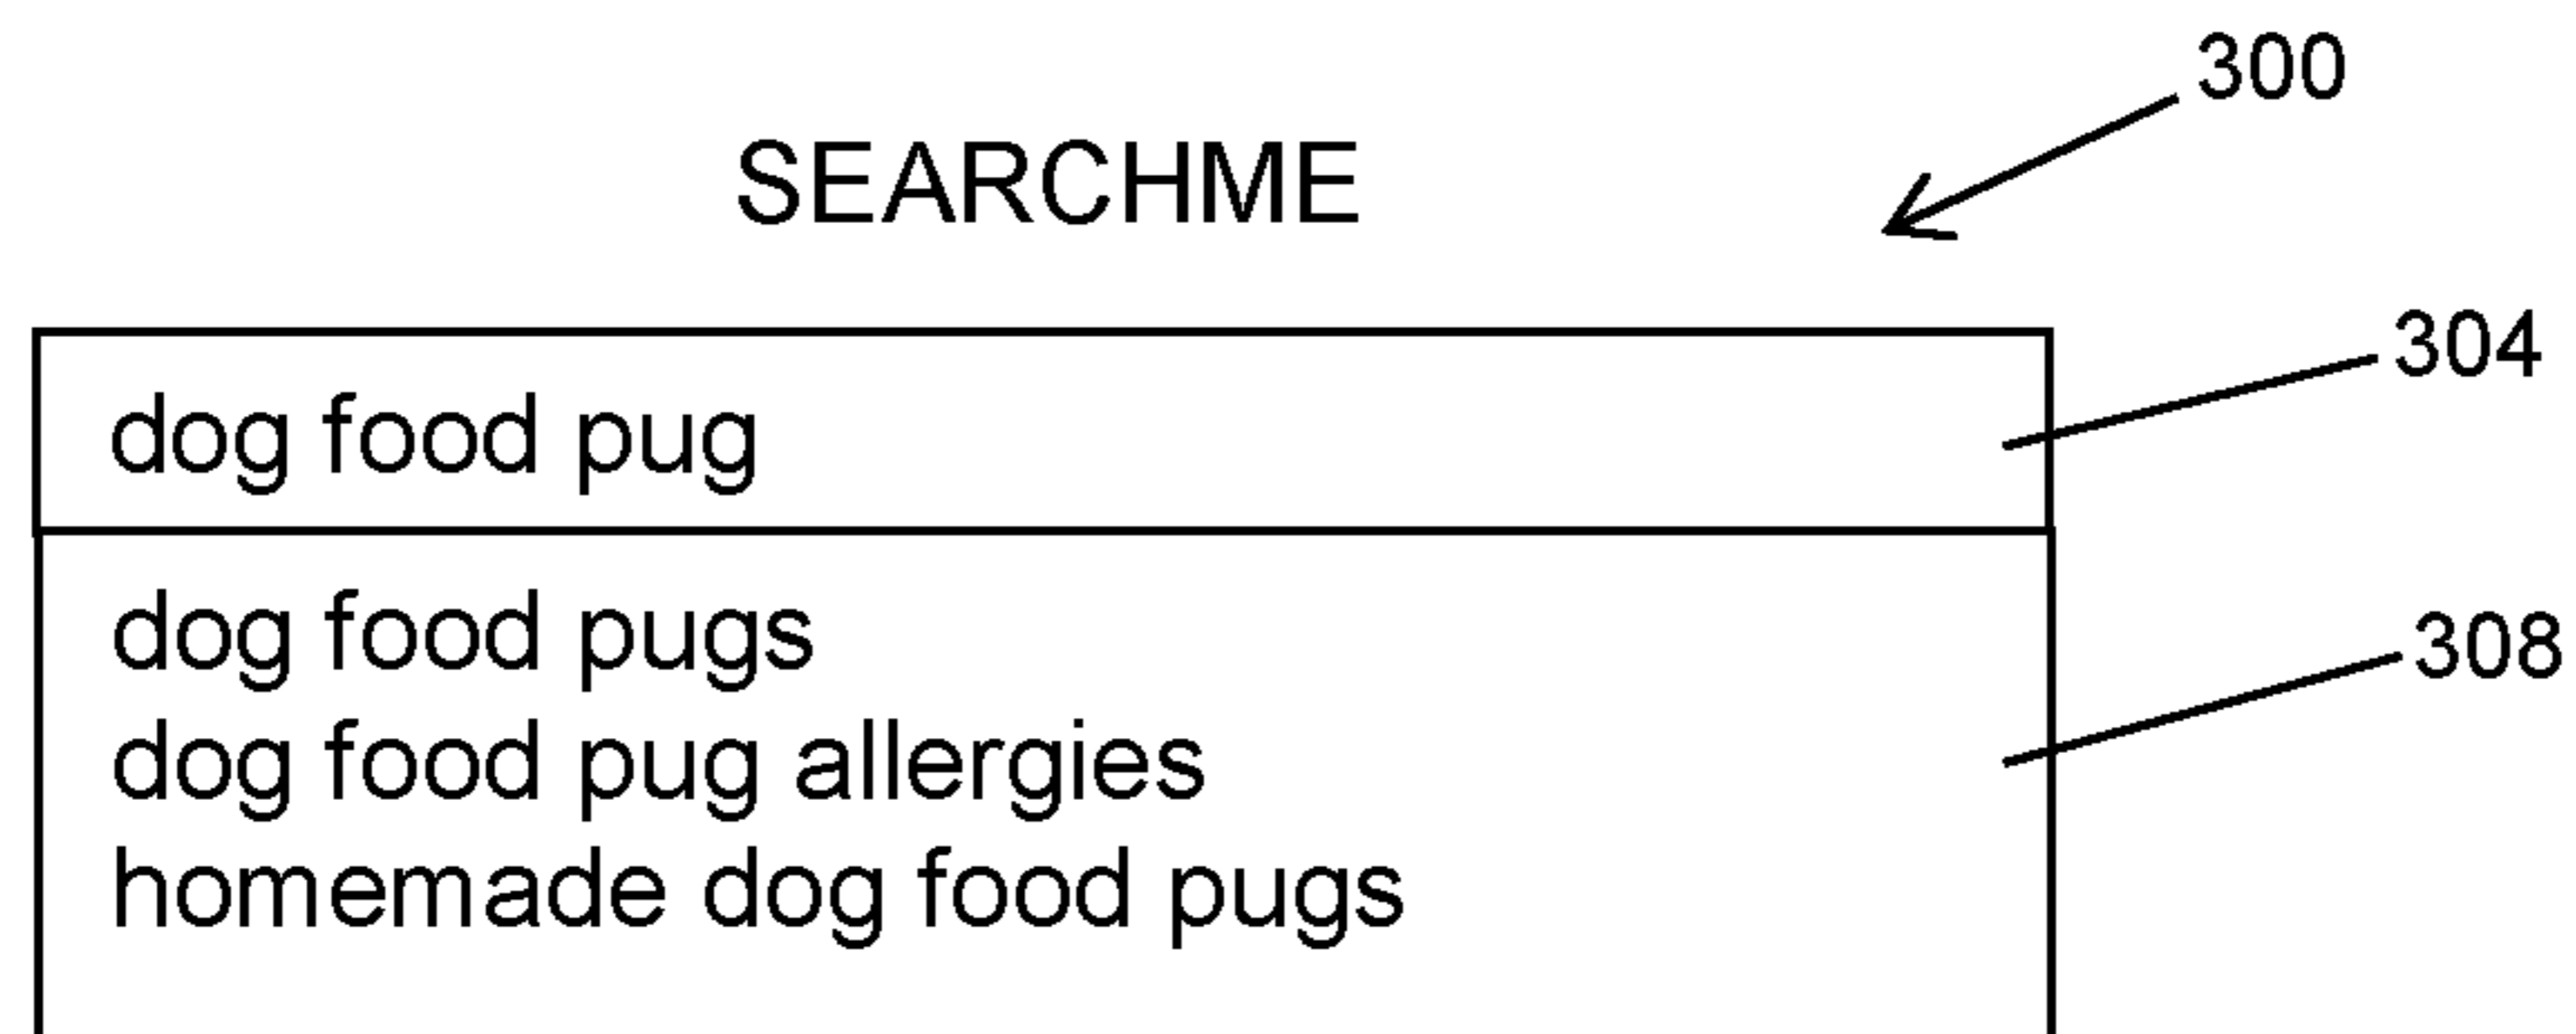 300
SEARCHME
304
dog food pug
dog food pugs
308
dog food pug allergies
homemade dog food pugs